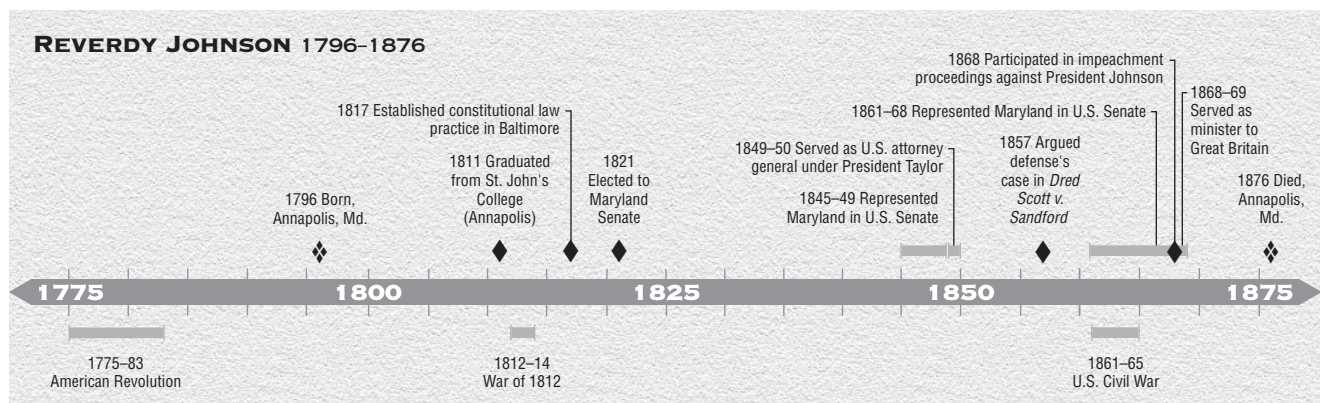 REVERDY JOHNSON 1796–1876
1868 Participated in impeachment
proceedings against President Johnson
1868–69
Served as
minister to
Great Britain
1817 Established constitutional law
practice in Baltimore
1861–68 Represented Maryland in U.S. Senate
1849–50 Served as U.S. attorney
general under President Taylor
1857 Argued
defense's
case in Dred
Scott v.
Sandford
1811 Graduated
from St. John's
College
(Annapolis)
1821
Elected to
Maryland
Senate
1796 Born,
Annapolis, Md.
1845–49 Represented
Maryland in U.S. Senate
1876 Died,
Annapolis,
Md.
1775
1800
1825
1850
1875
1775–83
American Revolution
1812–14
War of 1812
1861–65
U.S. Civil War